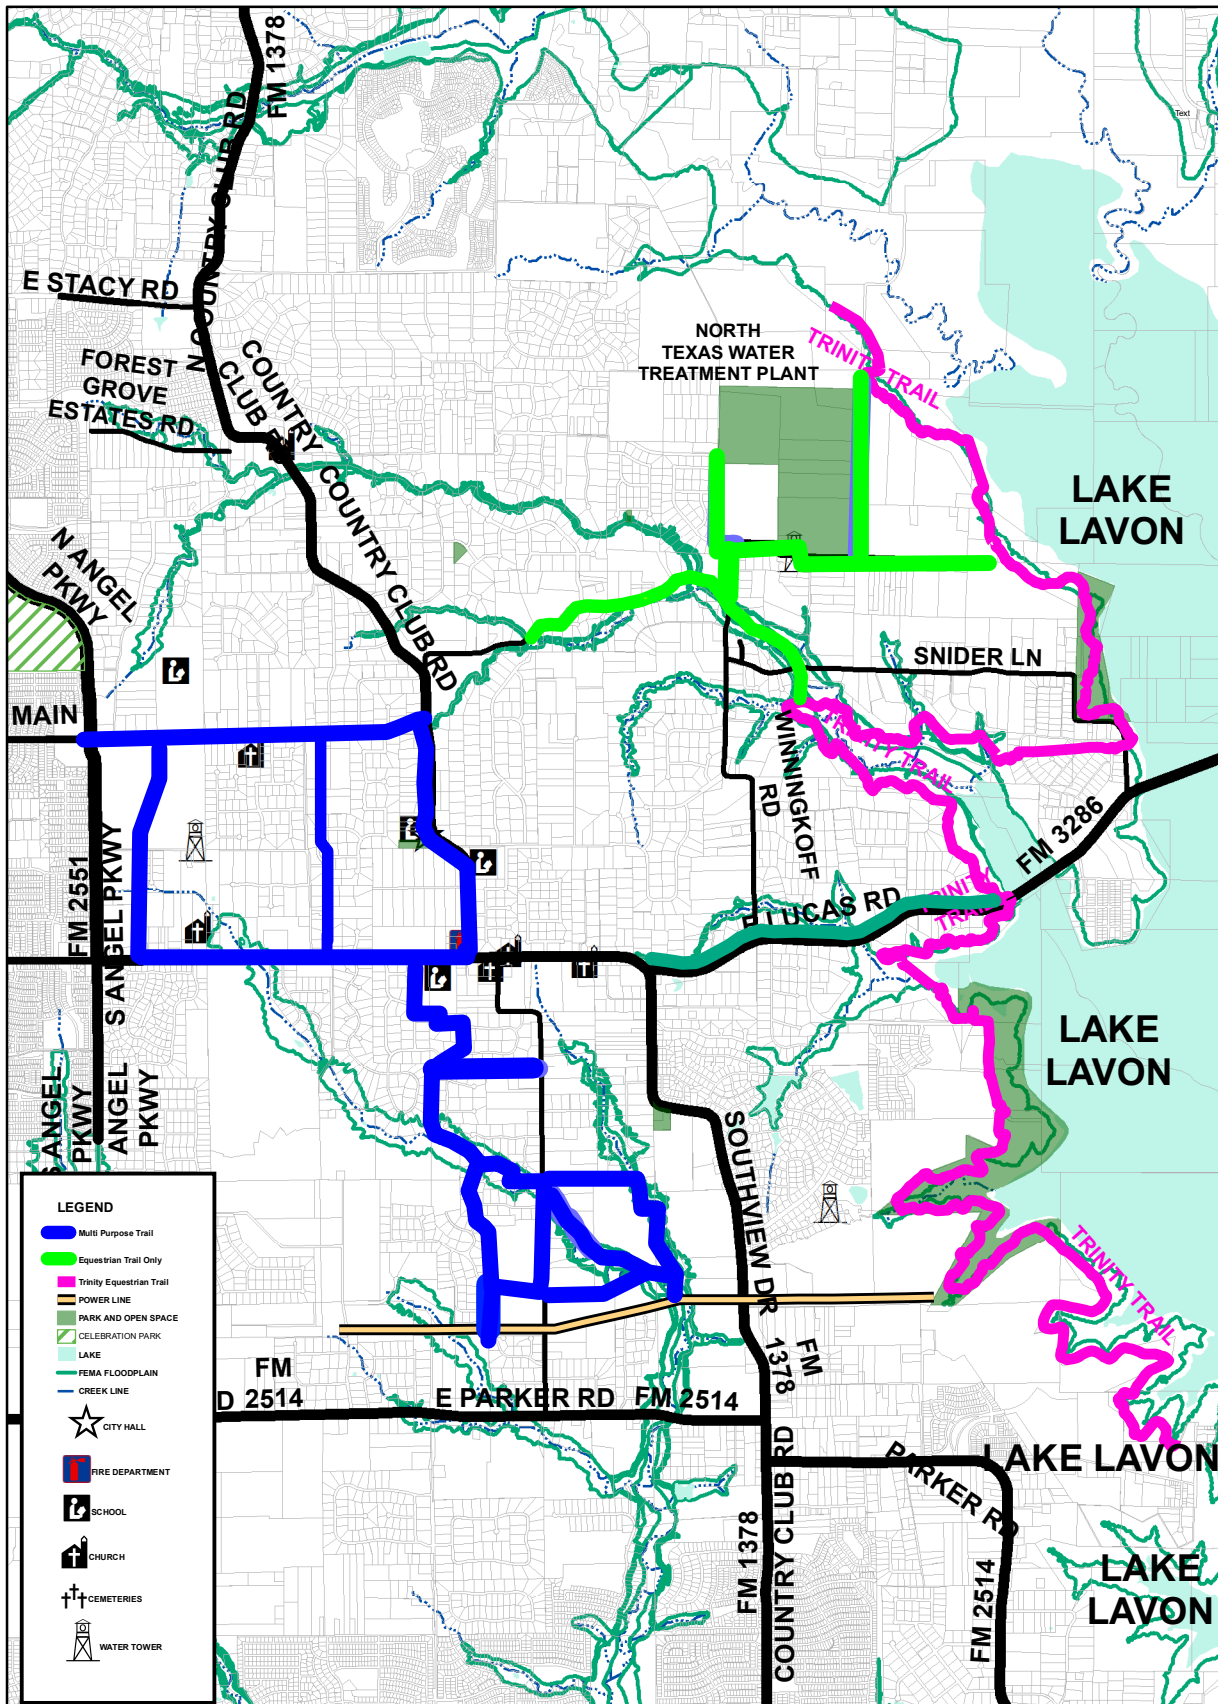 FM 1378
N COUNTRY CLUB RD
Text
E STACY RD
COUNTRY
CLUB
FOREST
GROVE
ESTATES RD
NORTH
TEXAS WATER
TREATMENT PLANT
TRINITY TRAIL
COUNTRY CLUB RD
LAKE
LAVON
N ANGEL
PKWY
SNIDER LN
MAIN
TRINITY TRAIL
WINNINGKOFF
RD
FM 3286
FM 2551
S ANGEL PKWY
LUCAS RD
TRINITY
TRAIL
LAKE
LAVON
S ANGEL
PKWY
ANGEL
PKWY
SOUTHVIEW DR
TRINITY TRAIL
LEGEND
Multi Purpose Trail
Equestrian Trail Only
Trinity Equestrian Trail
POWER LINE
PARK AND OPEN SPACE
CELEBRATION PARK
LAKE
FEMA FLOODPLAIN
CREEK LINE
CITY HALL
FIRE DEPARTMENT
SCHOOL
CHURCH
CEMETERIES
WATER TOWER
FM
1378
FM
D 2514
E PARKER RD
FM 2514
PARKER RD
LAKE LAVON
FM 1378
COUNTRY CLUB RD
FM 2514
LAKE
LAVON